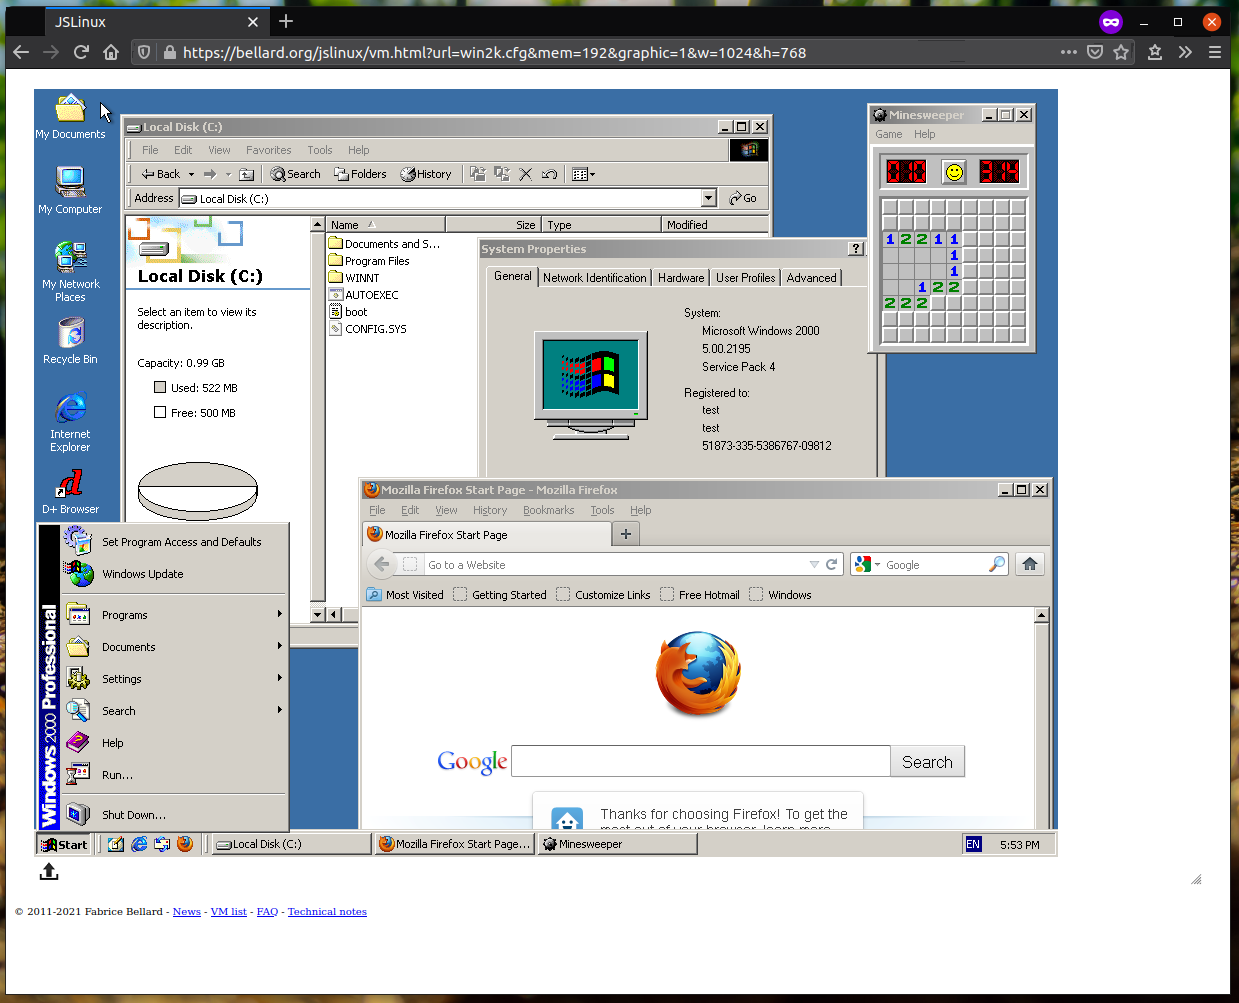 JSLinux
https://bellard.org/jslinux/vm.html?url=win2k.cfg&mem=192&graphic=1&w=1024&h=768
My Documents
My Computer
My Network
Places
Recycle Bin
Internet
Explorer
D+ Browser
Local Disk (C:)
File Edit View Favorites Tools Help
Back Search Folders History
Address Local Disk (C:) Go
Local Disk (C:)
Select an item to view its
description.
Capacity: 0.99 GB
Used: 522 MB
Free: 500 MB
Name Size Type Modified
Documents and S...
Program Files
WINNT
AUTOEXEC
boot
CONFIG.SYS
System Properties
General Network Identification Hardware User Profiles Advanced
System:
Microsoft Windows 2000
5.00.2195
Service Pack 4
Registered to:
test
test
51873-335-5386767-09812
Minesweeper
Game Help
314
1 2 2 1 1
1
1
1 2 2
2 2 2
Mozilla Firefox Start Page - Mozilla Firefox
File Edit View History Bookmarks Tools Help
Mozilla Firefox Start Page
Go to a Website Google
Most Visited Getting Started Customize Links Free Hotmail Windows
Google Search
Thanks for choosing Firefox! To get the
most out of your browser, learn more
Windows 2000 Professional
Set Program Access and Defaults
Windows Update
Programs
Documents
Settings
Search
Help
Run...
Shut Down...
Start Local Disk (C:) Mozilla Firefox Start Page... Minesweeper EN 5:53 PM
© 2011-2021 Fabrice Bellard - News - VM list - FAQ - Technical notes